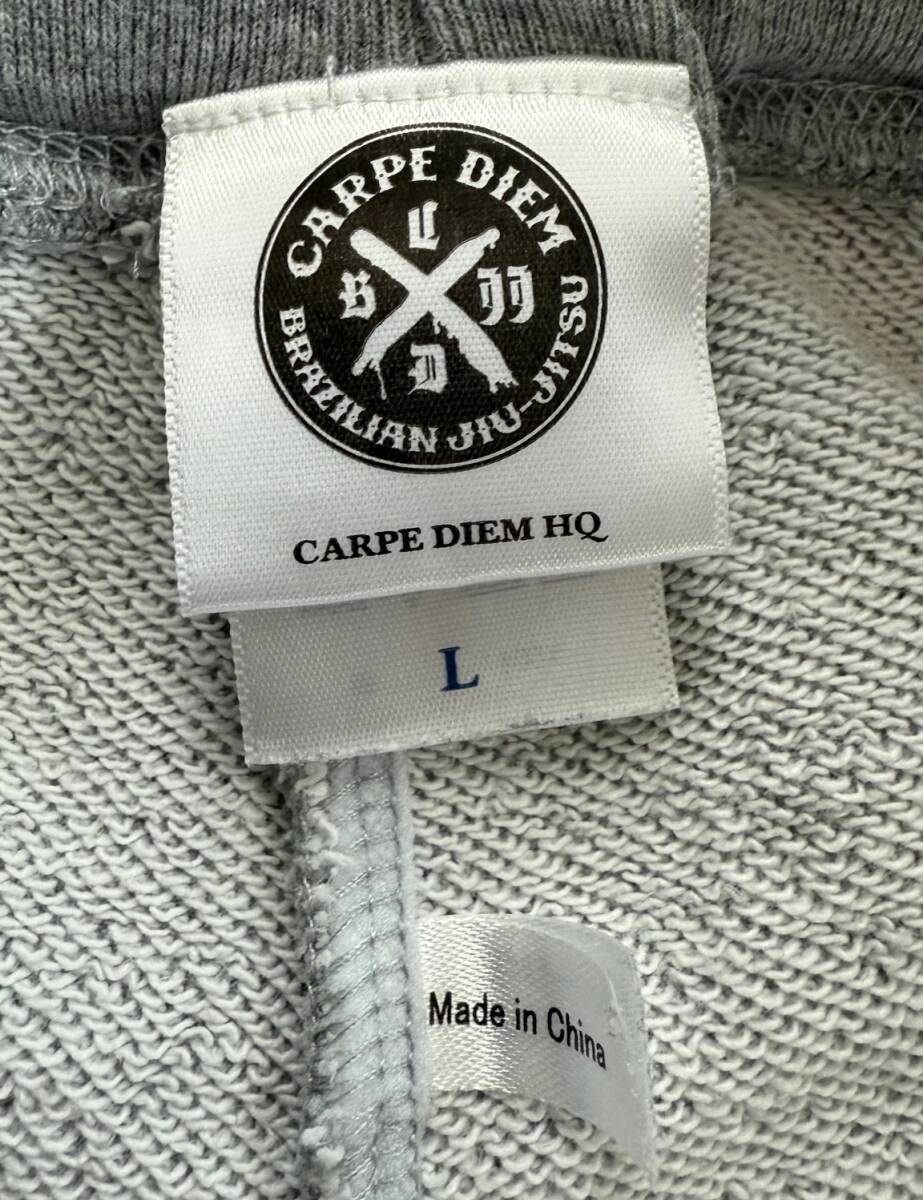 CARPE DIEM
C
B JJ
D
BRAZILIAN JIU-JITSU
CARPE DIEM HQ
L
Made in China